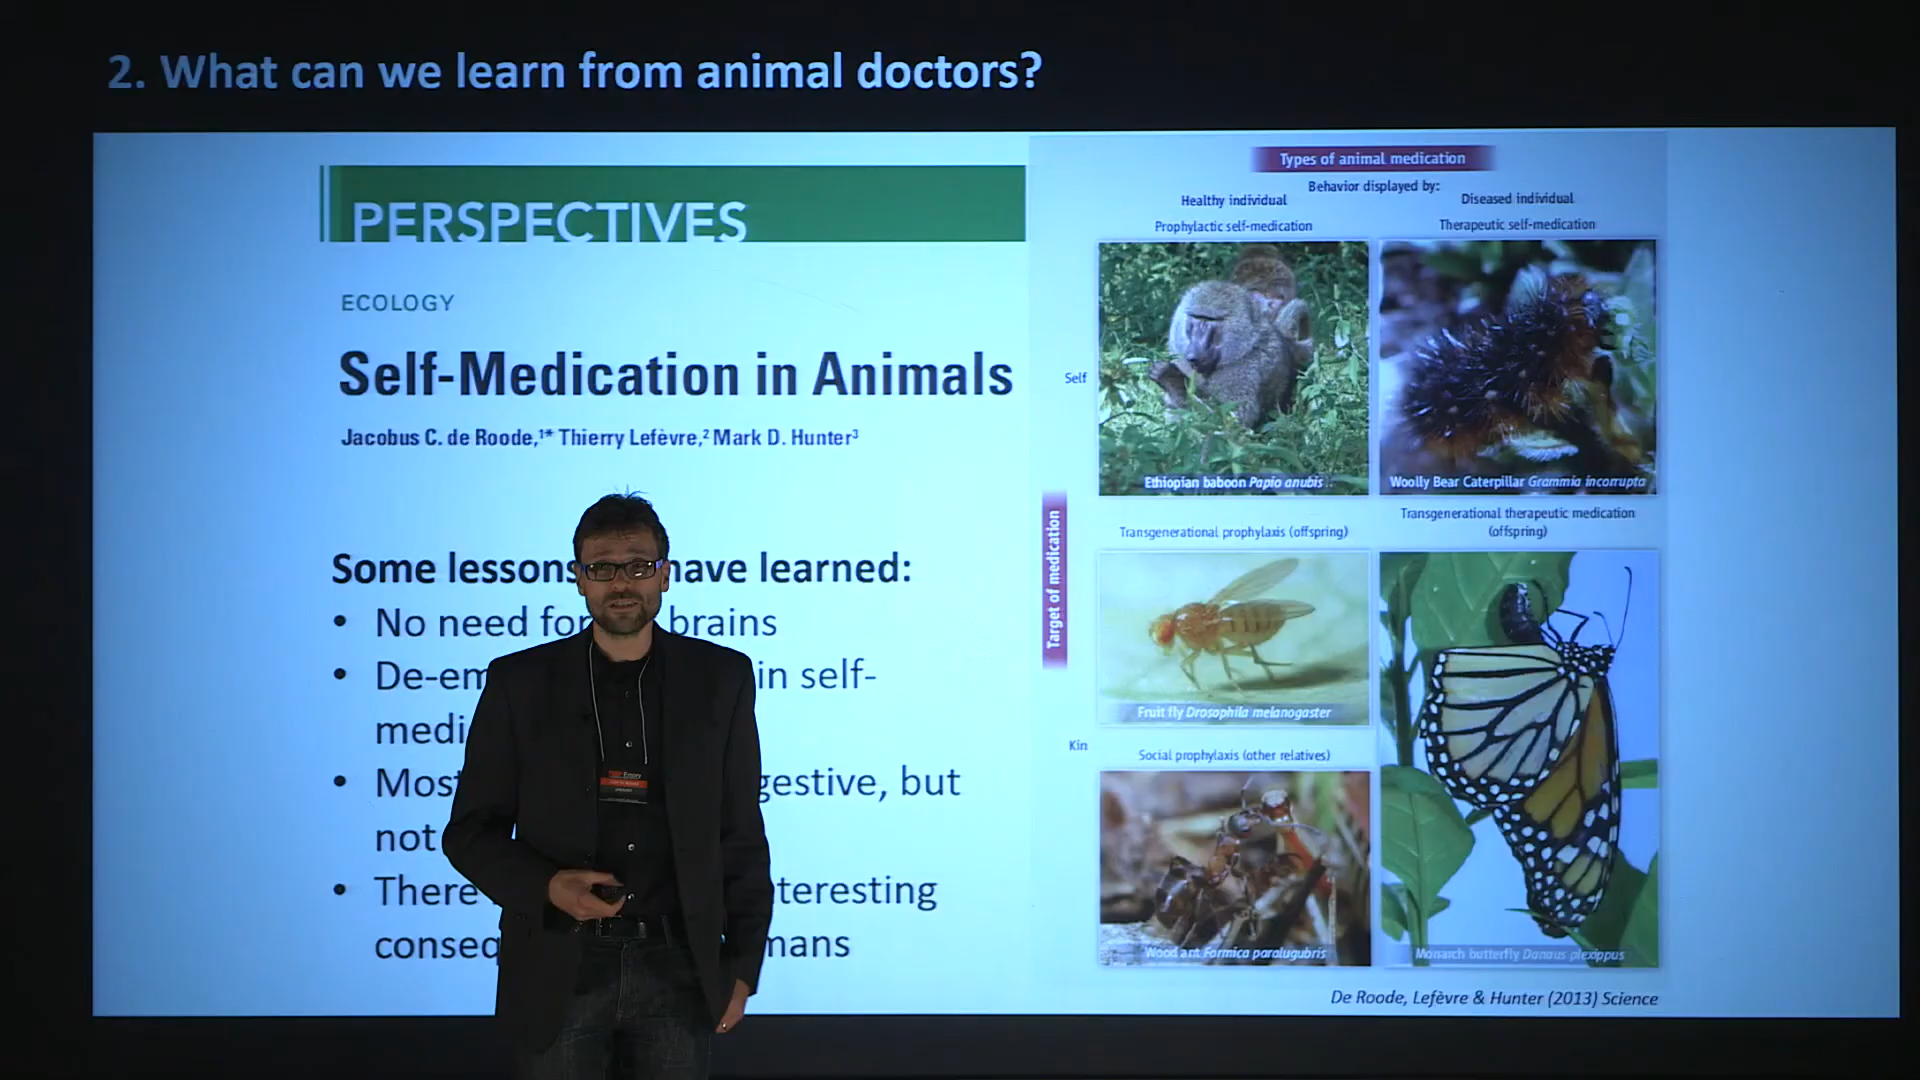 2. What can we learn from animal doctors?
PERSPECTIVES
ECOLOGY
Self-Medication in Animals
Jacobus C. de Roode,¹* Thierry Lefèvre,² Mark D. Hunter³
Some lessons have learned:
• No need for brains
• De-em in self-
medi
• Most gestive, but
not
• There nteresting
conseq mans
Types of animal medication
Behavior displayed by:
Healthy individual
Diseased individual
Prophylactic self-medication
Therapeutic self-medication
Self
Ethiopian baboon Papio anubis
Woolly Bear Caterpillar Grammia incorrupta
Target of medication
Transgenerational prophylaxis (offspring)
Transgenerational therapeutic medication
(offspring)
Fruit fly Drosophila melanogaster
Kin
Social prophylaxis (other relatives)
Wood ant Formica paralugubris
Monarch butterfly Danaus plexippus
De Roode, Lefèvre & Hunter (2013) Science
Emory